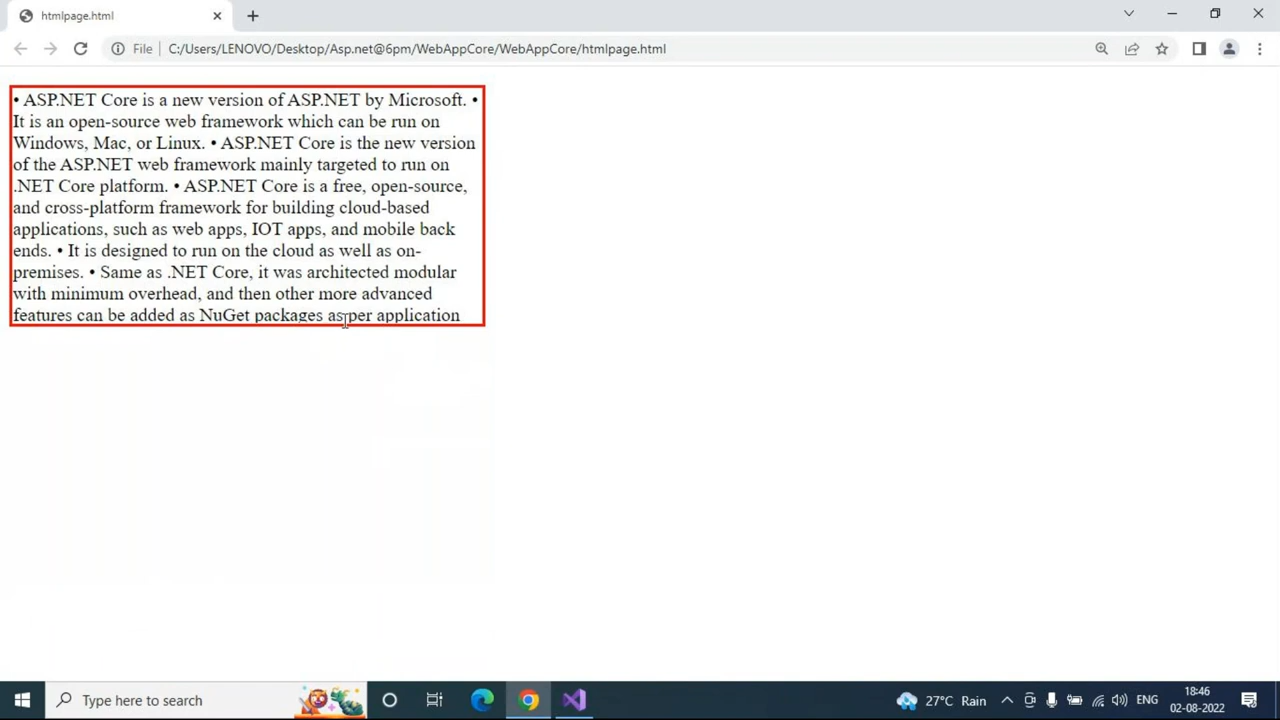 htmlpage.html
File C:/Users/LENOVO/Desktop/Asp.net@6pm/WebAppCore/WebAppCore/htmlpage.html
• ASP.NET Core is a new version of ASP.NET by Microsoft. •
It is an open-source web framework which can be run on
Windows, Mac, or Linux. • ASP.NET Core is the new version
of the ASP.NET web framework mainly targeted to run on
.NET Core platform. • ASP.NET Core is a free, open-source,
and cross-platform framework for building cloud-based
applications, such as web apps, IOT apps, and mobile back
ends. • It is designed to run on the cloud as well as on-
premises. • Same as .NET Core, it was architected modular
with minimum overhead, and then other more advanced
features can be added as NuGet packages as per application
Type here to search
27°C Rain
ENG
18:46
02-08-2022